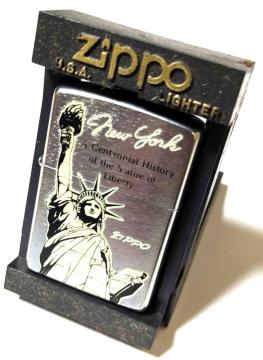 Zippo
U.S.A. LIGHTER
New York
A Centennial History
of the Statue of
Liberty
ZIPPO